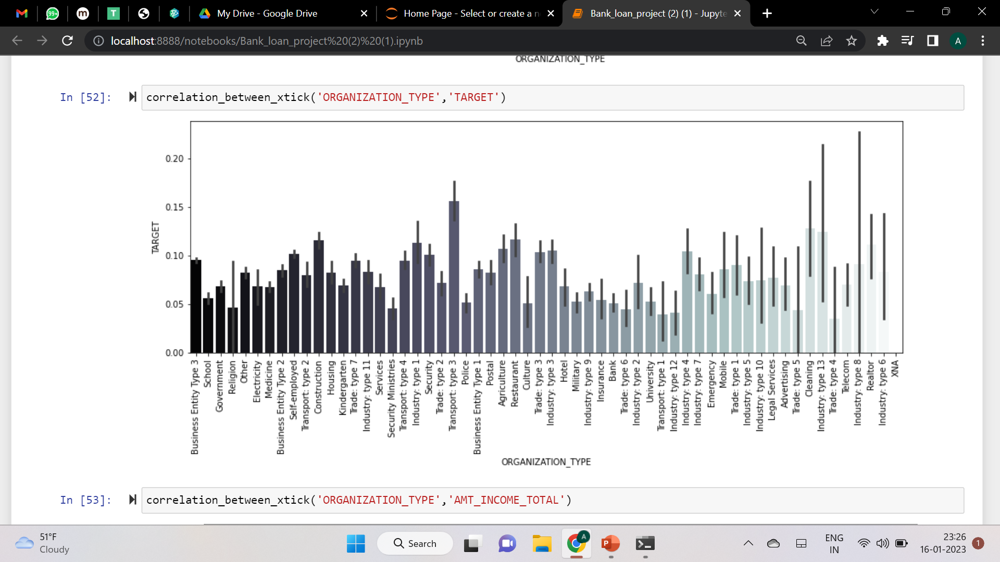 99+
m
T
My Drive - Google Drive
Home Page - Select or create a n
Bank_loan_project (2) (1) - Jupyte
localhost:8888/notebooks/Bank_loan_project%20(2)%20(1).ipynb
A
ORGANIZATION_TYPE
In [52]:
correlation_between_xtick('ORGANIZATION_TYPE','TARGET')
0.20
0.15
0.10
0.05
0.00
TARGET
Business Entity Type 3
School
Government
Religion
Other
Electricity
Medicine
Business Entity Type 2
Self-employed
Transport: type 2
Construction
Housing
Kindergarten
Trade: type 7
Industry: type 11
Services
Security Ministries
Transport: type 4
Industry: type 1
Security
Trade: type 2
Transport: type 3
Police
Business Entity Type 1
Postal
Agriculture
Restaurant
Culture
Trade: type 3
Industry: type 3
Hotel
Military
Industry: type 9
Insurance
Bank
Trade: type 6
Industry: type 2
University
Transport: type 1
Industry: type 12
Industry: type 4
Industry: type 7
Emergency
Mobile
Trade: type 1
Industry: type 5
Industry: type 10
Legal Services
Advertising
Trade: type 5
Cleaning
Industry: type 13
Trade: type 4
Telecom
Industry: type 8
Realtor
Industry: type 6
XNA
ORGANIZATION_TYPE
In [53]:
correlation_between_xtick('ORGANIZATION_TYPE','AMT_INCOME_TOTAL')
51°F
Cloudy
Search
A
P
ENG
IN
23:26
16-01-2023
1